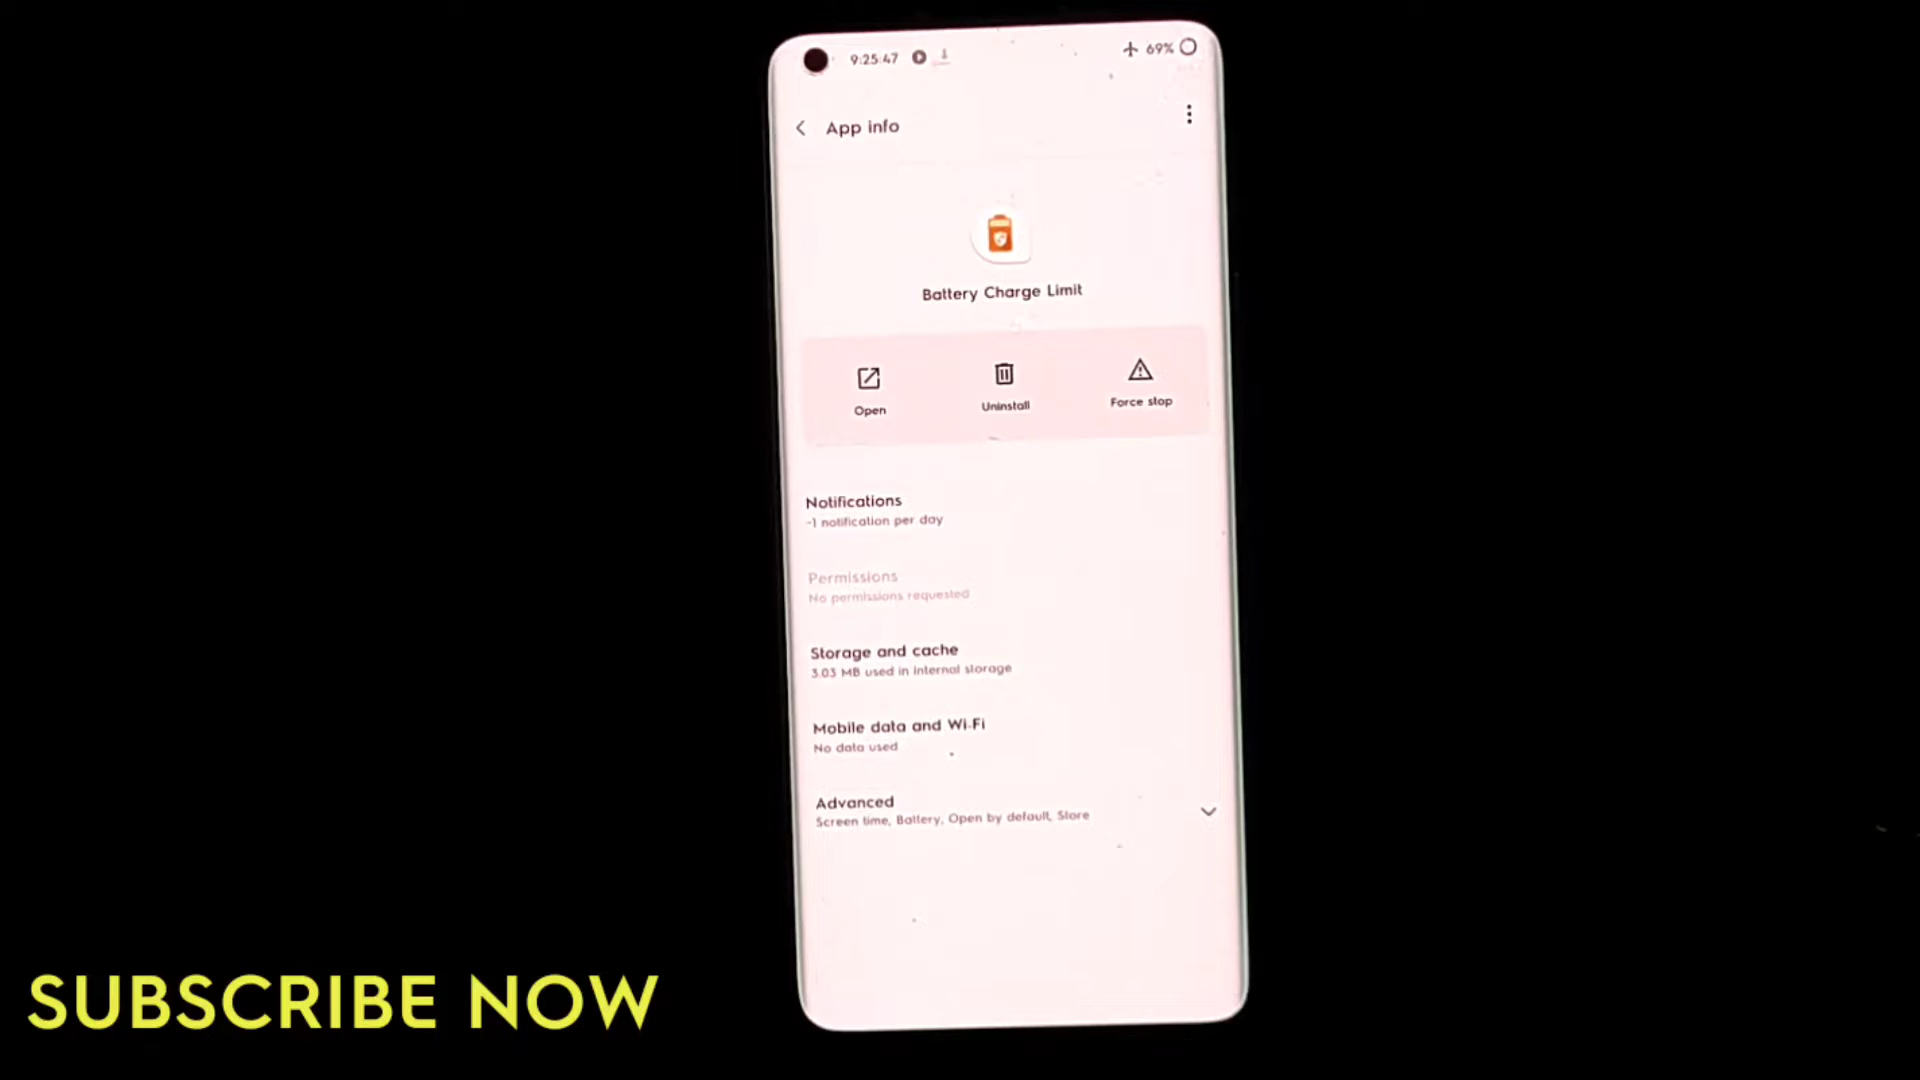 9:25:47
69%
App info
Battery Charge Limit
Open
Uninstall
Force stop
Notifications
~1 notification per day
Permissions
No permissions requested
Storage and cache
3.03 MB used in internal storage
Mobile data and Wi-Fi
No data used
Advanced
Screen time, Battery, Open by default, Store
SUBSCRIBE NOW